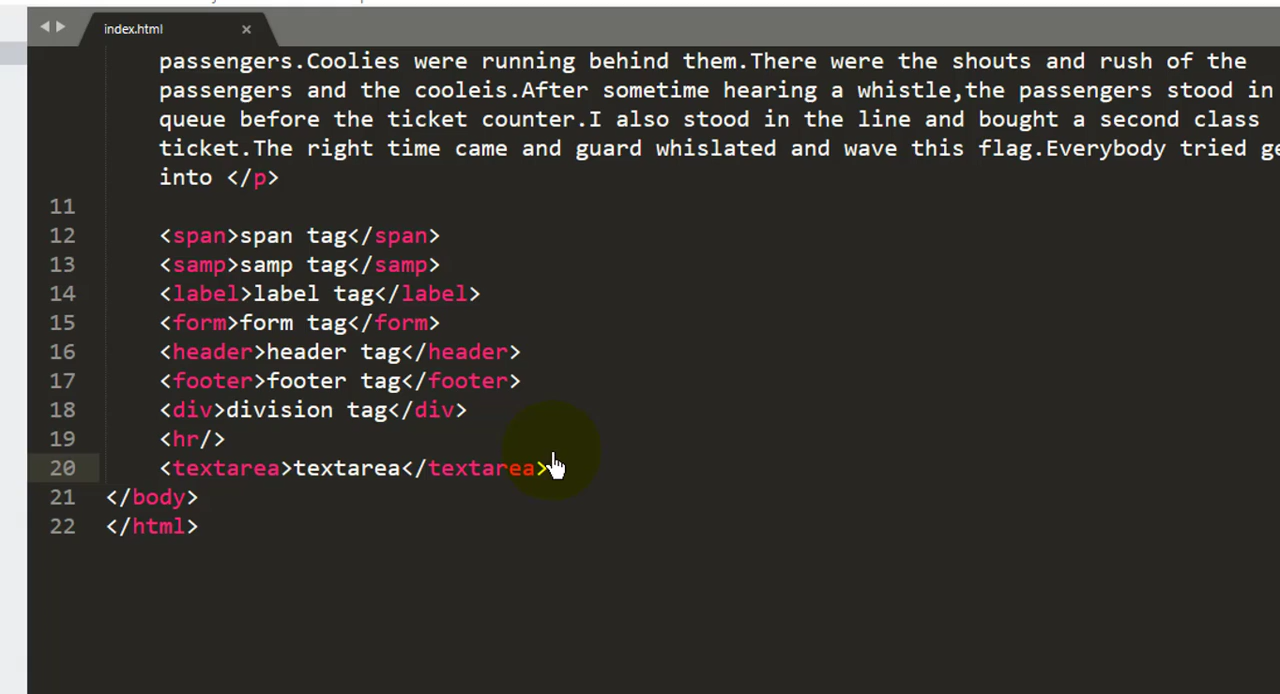 index.html
passengers.Coolies were running behind them.There were the shouts and rush of the
passengers and the cooleis.After sometime hearing a whistle,the passengers stood in
queue before the ticket counter.I also stood in the line and bought a second class
ticket.The right time came and guard whislated and wave this flag.Everybody tried
into </p>
11
12 <span>span tag</span>
13 <samp>samp tag</samp>
14 <label>label tag</label>
15 <form>form tag</form>
16 <header>header tag</header>
17 <footer>footer tag</footer>
18 <div>division tag</div>
19 <hr/>
20 <textarea>textarea</textarea>
21 </body>
22 </html>